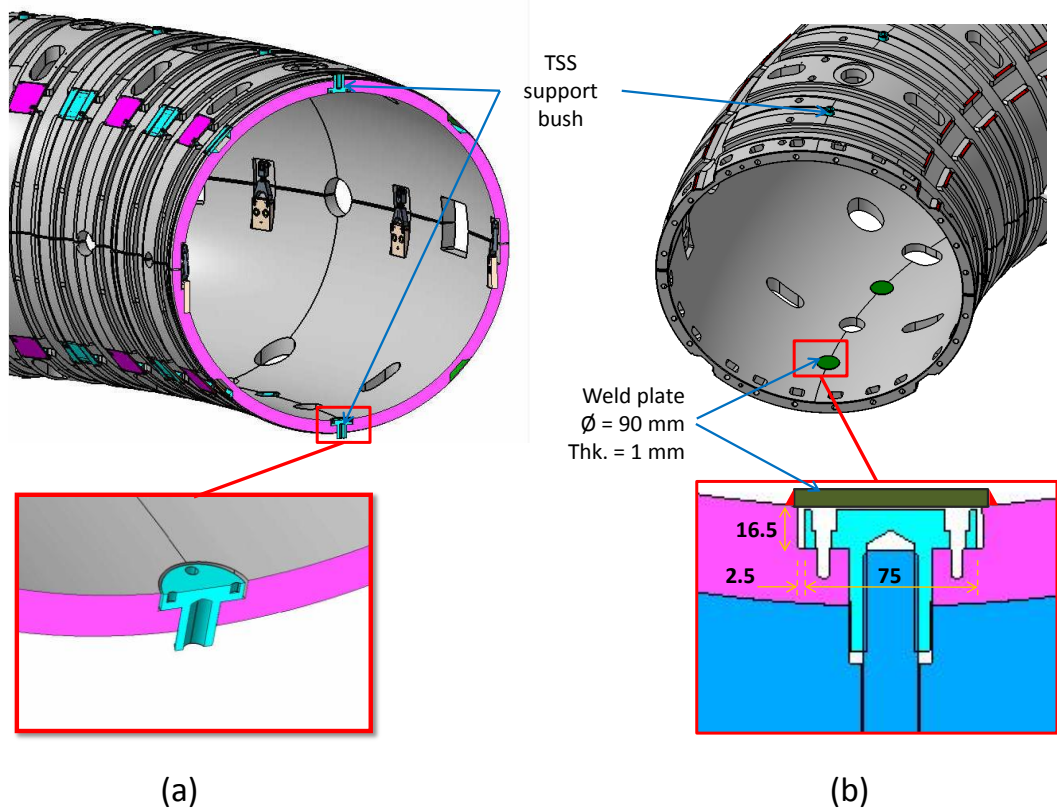 TSS
support
bush
Weld plate
Ø = 90 mm
Thk. = 1 mm
16.5
2.5
75
(a)
(b)